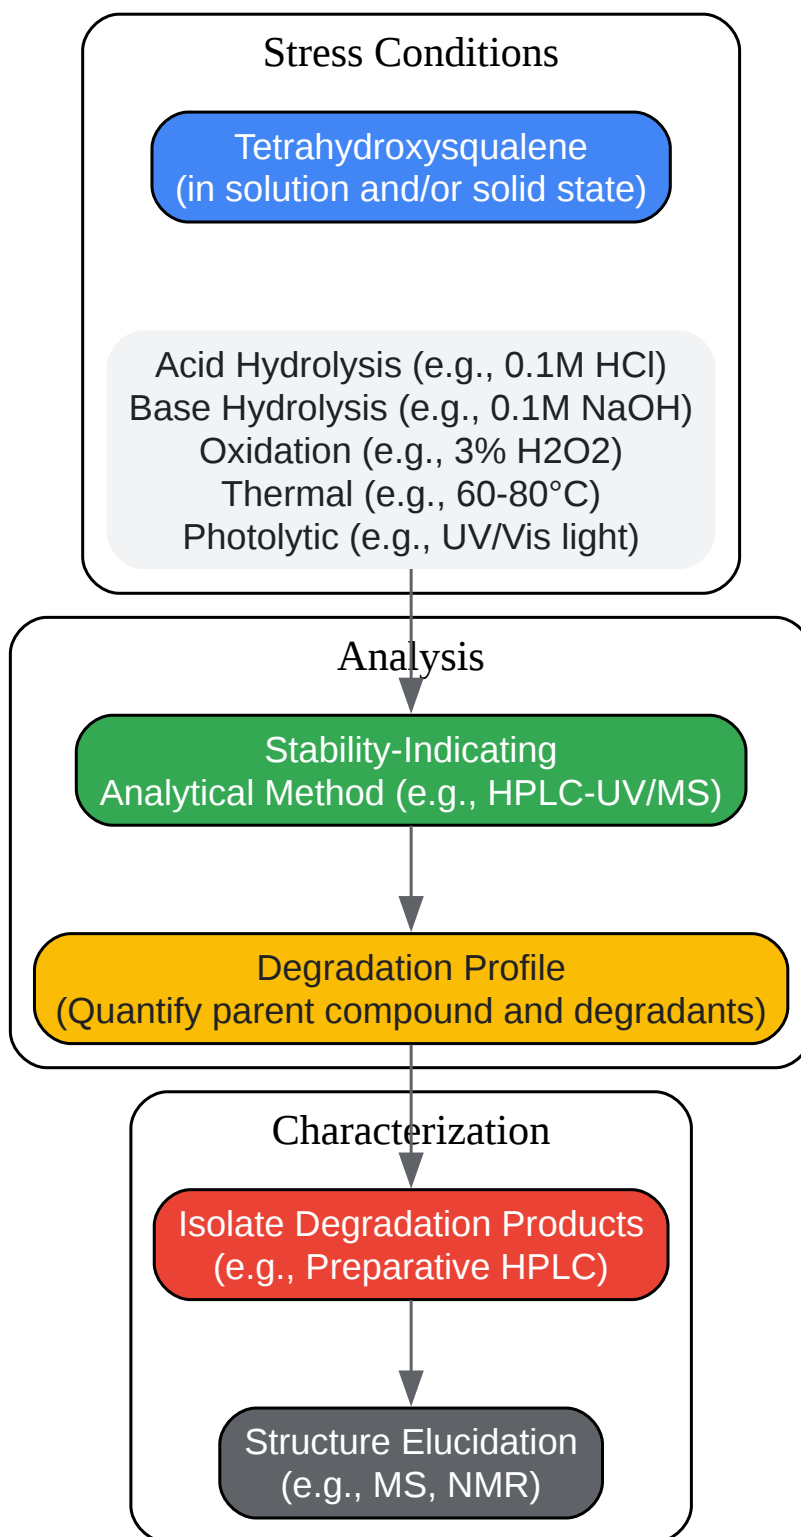 Stress Conditions
Tetrahydroxysqualene
(in solution and/or solid state)
Acid Hydrolysis (e.g., 0.1M HCl)
Base Hydrolysis (e.g., 0.1M NaOH)
Oxidation (e.g., 3% H2O2)
Thermal (e.g., 60-80°C)
Photolytic (e.g., UV/Vis light)
Analysis
Stability-Indicating
Analytical Method (e.g., HPLC-UV/MS)
Degradation Profile
(Quantify parent compound and degradants)
Characterization
Isolate Degradation Products
(e.g., Preparative HPLC)
Structure Elucidation
(e.g., MS, NMR)